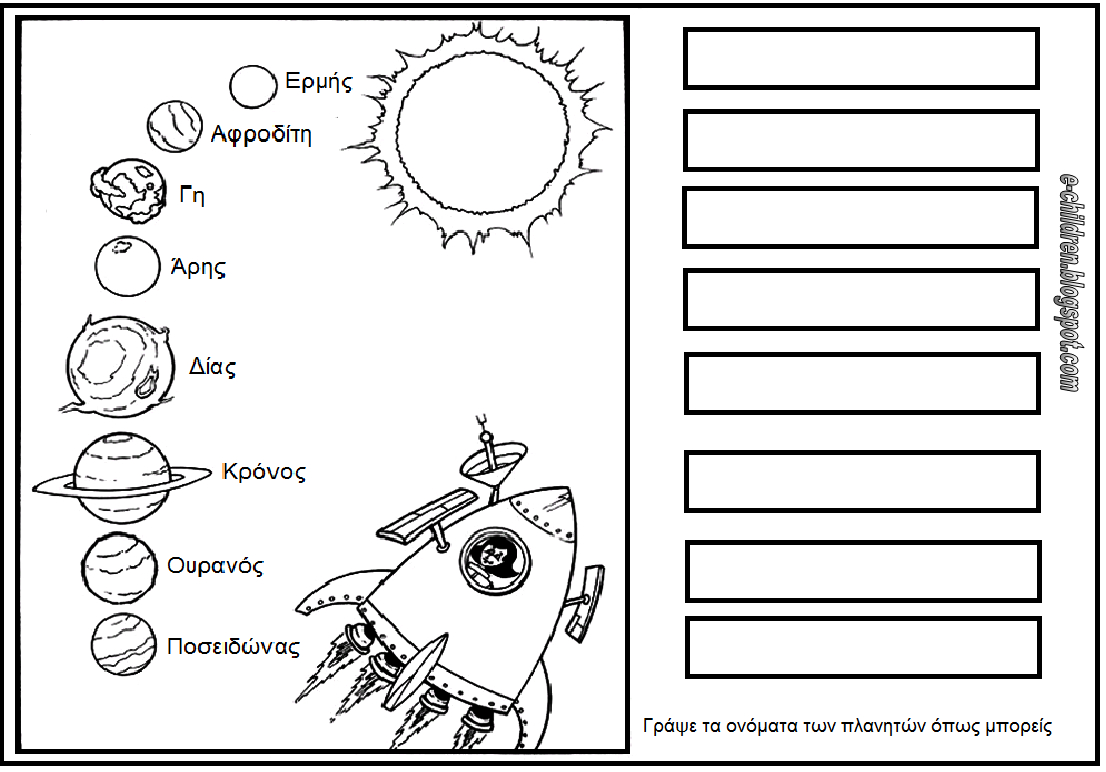 Ερμής
Αφροδίτη
Γη
Άρης
Δίας
Κρόνος
Ουρανός
Ποσειδώνας
e-children.blogspot.com
Γράψε τα ονόματα των πλανητών όπως μπορείς